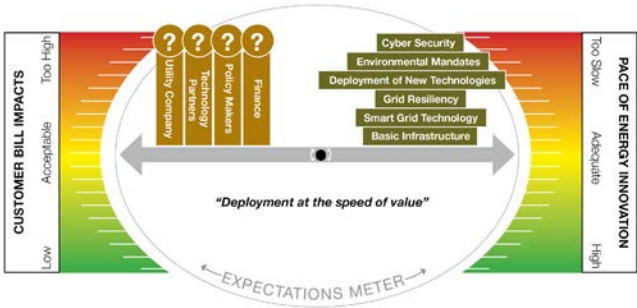 CUSTOMER BILL IMPACTS
Too High
Acceptable
Low
?
Utility Company
?
Technology
Partners
?
Policy Makers
?
Finance
Cyber Security
Environmental Mandates
Deployment of New Technologies
Grid Resiliency
Smart Grid Technology
Basic Infrastructure
"Deployment at the speed of value"
EXPECTATIONS METER
Too Slow
Adequate
High
PACE OF ENERGY INNOVATION